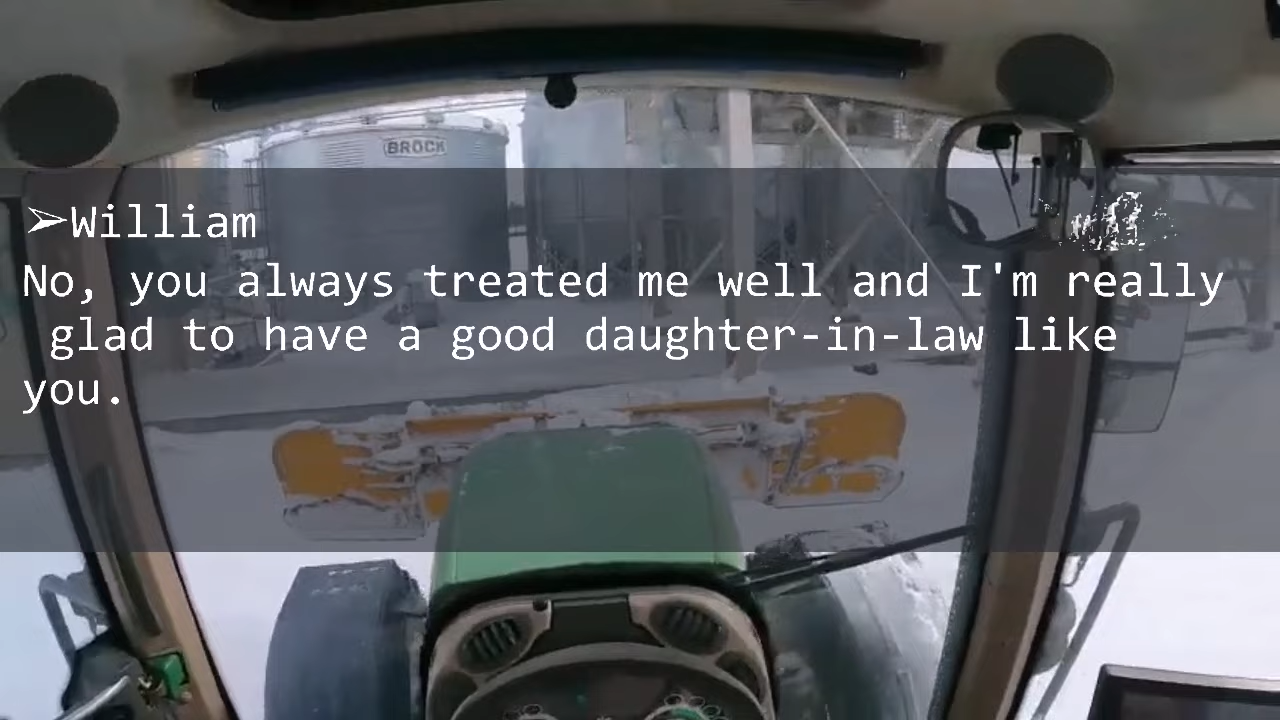 BROCK
➢William
No, you always treated me well and I'm really
glad to have a good daughter-in-law like
you.